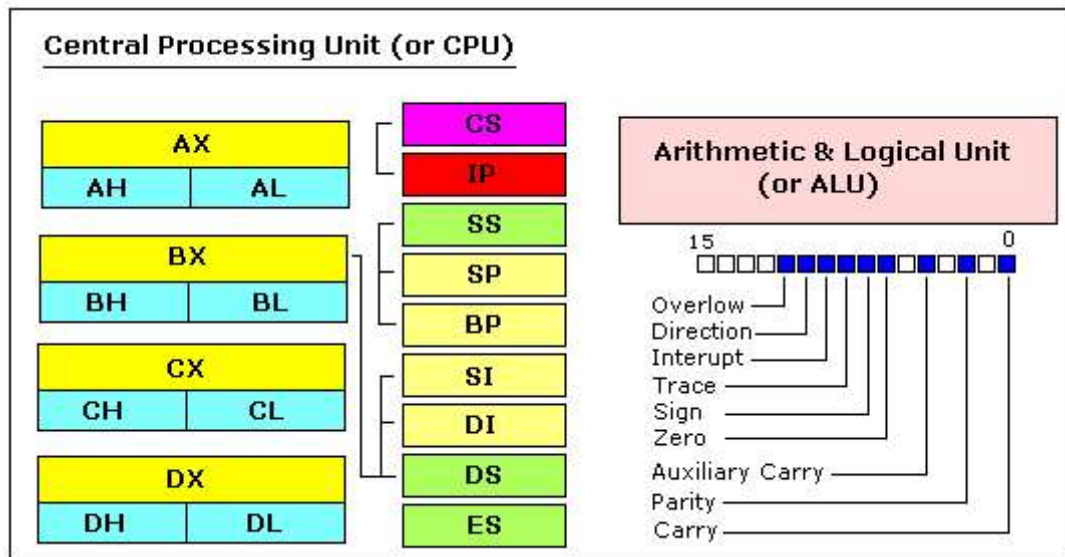 Central Processing Unit (or CPU)
AX
AH AL
BX
BH BL
CX
CH CL
DX
DH DL
CS
IP
SS
SP
BP
SI
DI
DS
ES
Arithmetic & Logical Unit
(or ALU)
15 0
Overlow
Direction
Interupt
Trace
Sign
Zero
Auxiliary Carry
Parity
Carry